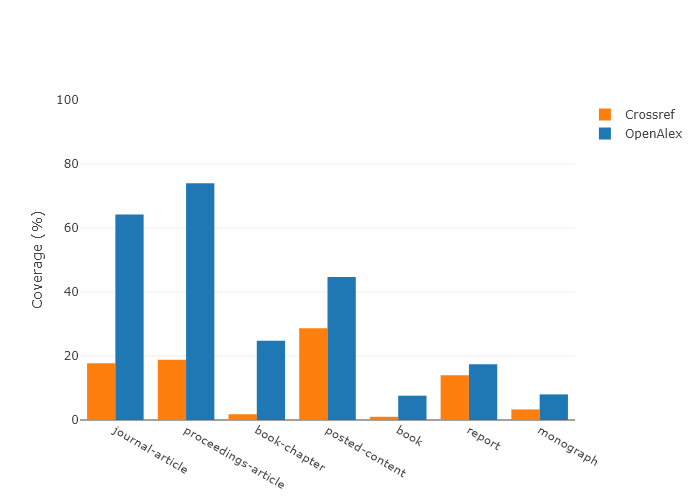 100
80
60
40
20
0
Coverage (%)
journal-article
proceedings-article
book-chapter
posted-content
book
report
monograph
Crossref
OpenAlex